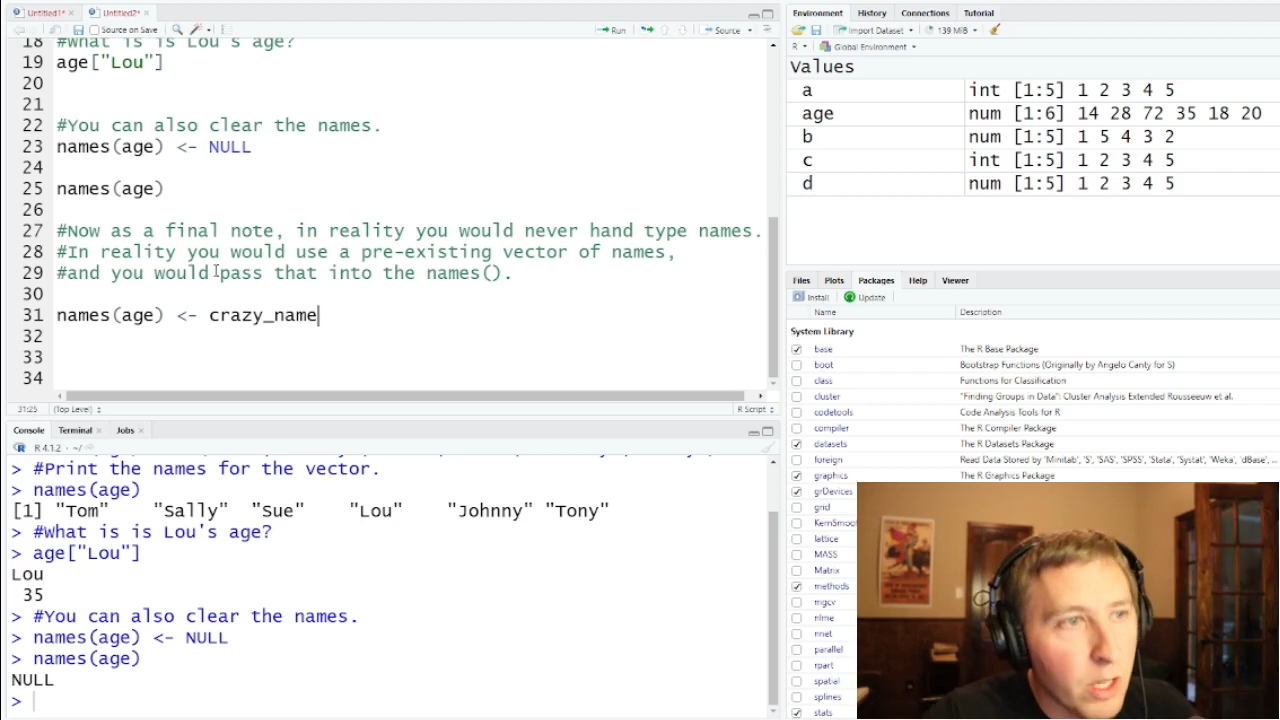 Untitled1* Untitled2*
Source on Save Run Source
18 #What is is Lou's age?
19 age["Lou"]
20
21
22 #You can also clear the names.
23 names(age) <- NULL
24
25 names(age)
26
27 #Now as a final note, in reality you would never hand type names.
28 #In reality you would use a pre-existing vector of names,
29 #and you would pass that into the names().
30
31 names(age) <- crazy_name
32
33
34
31:25 (Top Level) R Script
Console Terminal Jobs
R 4.1.2 · ~/
> #Print the names for the vector.
> names(age)
[1] "Tom" "Sally" "Sue" "Lou" "Johnny" "Tony"
> #What is is Lou's age?
> age["Lou"]
Lou
35
> #You can also clear the names.
> names(age) <- NULL
> names(age)
NULL
>
Environment History Connections Tutorial
Import Dataset 139 MiB
R Global Environment
Values
a int [1:5] 1 2 3 4 5
age num [1:6] 14 28 72 35 18 20
b num [1:5] 1 5 4 3 2
c int [1:5] 1 2 3 4 5
d num [1:5] 1 2 3 4 5
Files Plots Packages Help Viewer
Install Update
Name Description
System Library
base The R Base Package
boot Bootstrap Functions (Originally by Angelo Canty for S)
class Functions for Classification
cluster "Finding Groups in Data": Cluster Analysis Extended Rousseeuw et al.
codetools Code Analysis Tools for R
compiler The R Compiler Package
datasets The R Datasets Package
foreign Read Data Stored by 'Minitab', 'S', 'SAS', 'SPSS', 'Stata', 'Systat', 'Weka', 'dBase', ...
graphics The R Graphics Package
grDevices
grid
KernSmoo
lattice
MASS
Matrix
methods
mgcv
nlme
nnet
parallel
rpart
spatial
splines
stats